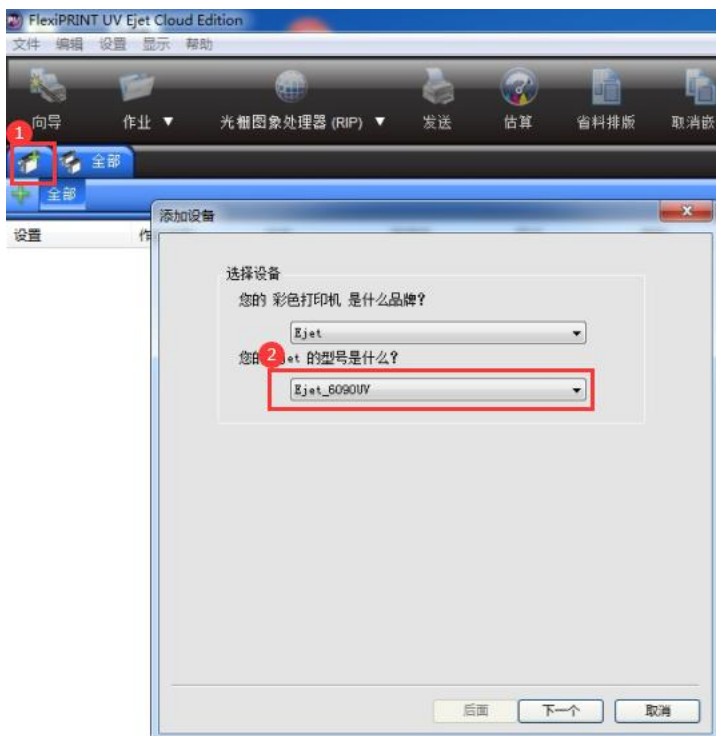 FlexiPRINT UV Ejet Cloud Edition
文件 编辑 设置 显示 帮助
向导 作业 ▼ 光栅图象处理器 (RIP) ▼ 发送 估算 省料排版 取消嵌
1
全部
全部
添加设备
设置 作
选择设备
您的 彩色打印机 是什么品牌?
Ejet
2
您的 et 的型号是什么?
Ejet_6090UV
后面 下一个 取消